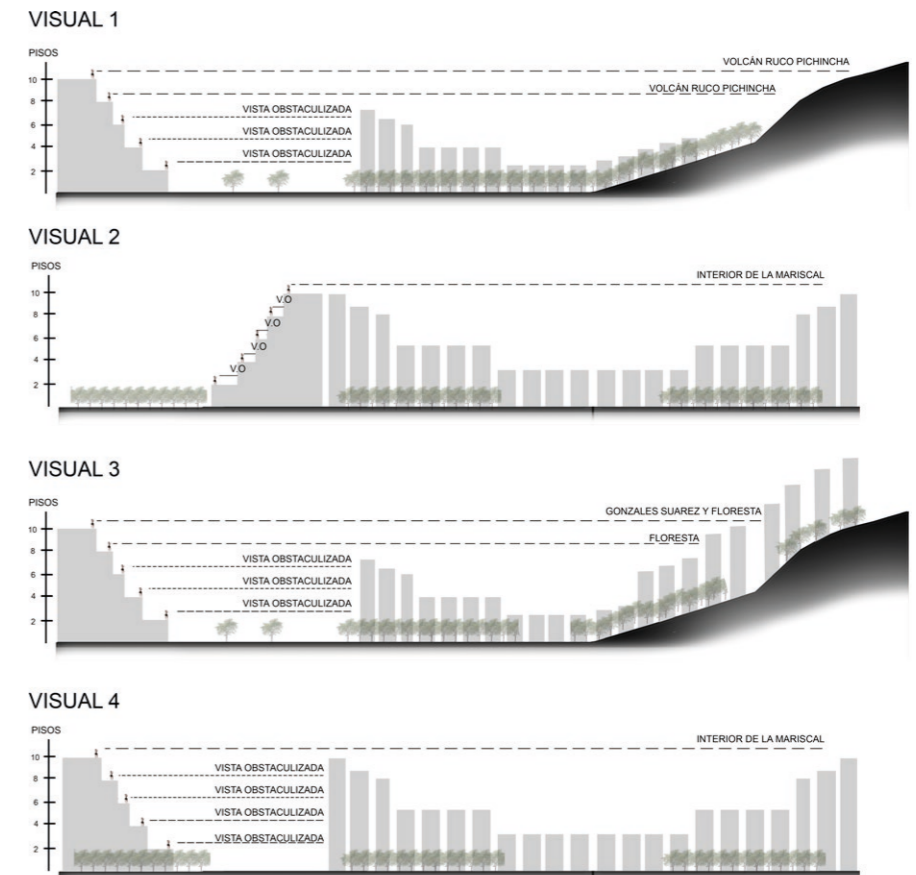 VISUAL 1
PISOS
VOLCÁN RUCO PICHINCHA
10
VOLCÁN RUCO PICHINCHA
8
VISTA OBSTACULIZADA
6
VISTA OBSTACULIZADA
4
VISTA OBSTACULIZADA
2
VISUAL 2
PISOS
INTERIOR DE LA MARISCAL
10
V.O
8
V.O
6
V.O
4
V.O
2
VISUAL 3
PISOS
GONZALES SUAREZ Y FLORESTA
10
FLORESTA
8
VISTA OBSTACULIZADA
6
VISTA OBSTACULIZADA
4
VISTA OBSTACULIZADA
2
VISUAL 4
PISOS
INTERIOR DE LA MARISCAL
10
VISTA OBSTACULIZADA
8
VISTA OBSTACULIZADA
6
VISTA OBSTACULIZADA
4
VISTA OBSTACULIZADA
2